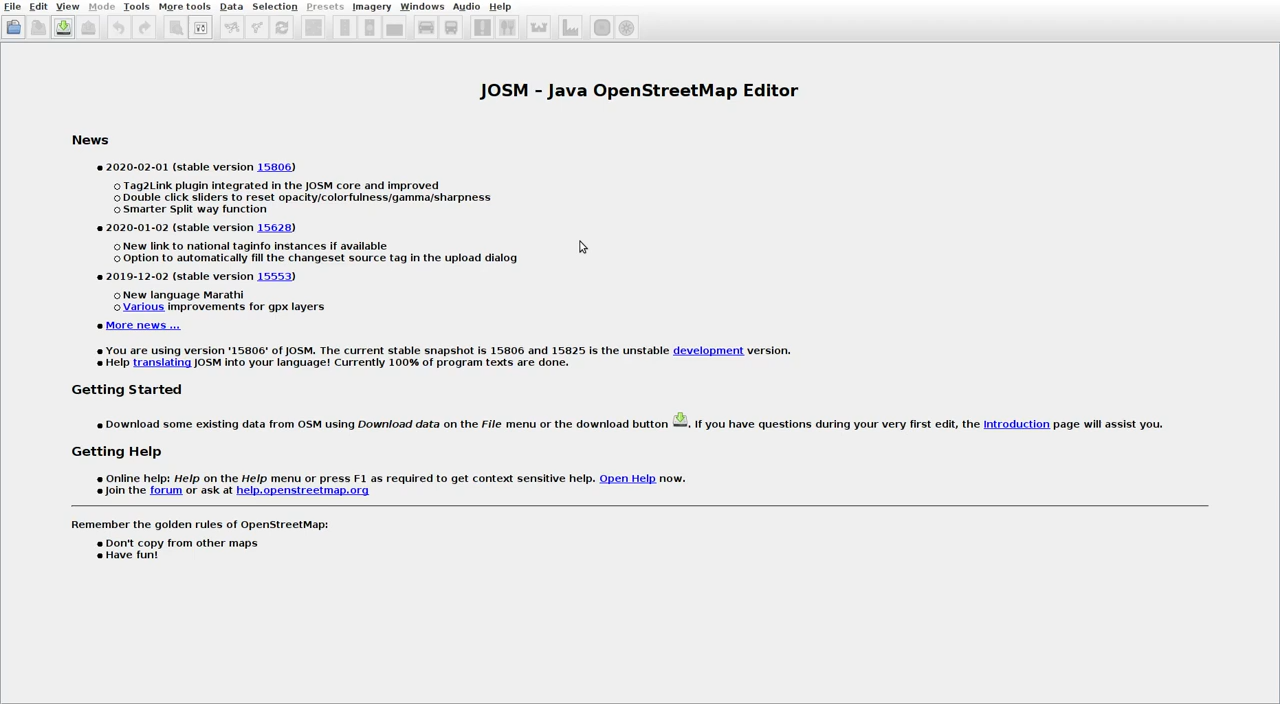 File Edit View Mode Tools More tools Data Selection Presets Imagery Windows Audio Help
JOSM – Java OpenStreetMap Editor
News
2020-02-01 (stable version 15806)
Tag2Link plugin integrated in the JOSM core and improved
Double click sliders to reset opacity/colorfulness/gamma/sharpness
Smarter Split way function
2020-01-02 (stable version 15628)
New link to national taginfo instances if available
Option to automatically fill the changeset source tag in the upload dialog
2019-12-02 (stable version 15553)
New language Marathi
Various improvements for gpx layers
More news ...
You are using version '15806' of JOSM. The current stable snapshot is 15806 and 15825 is the unstable development version.
Help translating JOSM into your language! Currently 100% of program texts are done.
Getting Started
Download some existing data from OSM using Download data on the File menu or the download button . If you have questions during your very first edit, the Introduction page will assist you.
Getting Help
Online help: Help on the Help menu or press F1 as required to get context sensitive help. Open Help now.
Join the forum or ask at help.openstreetmap.org
Remember the golden rules of OpenStreetMap:
Don't copy from other maps
Have fun!